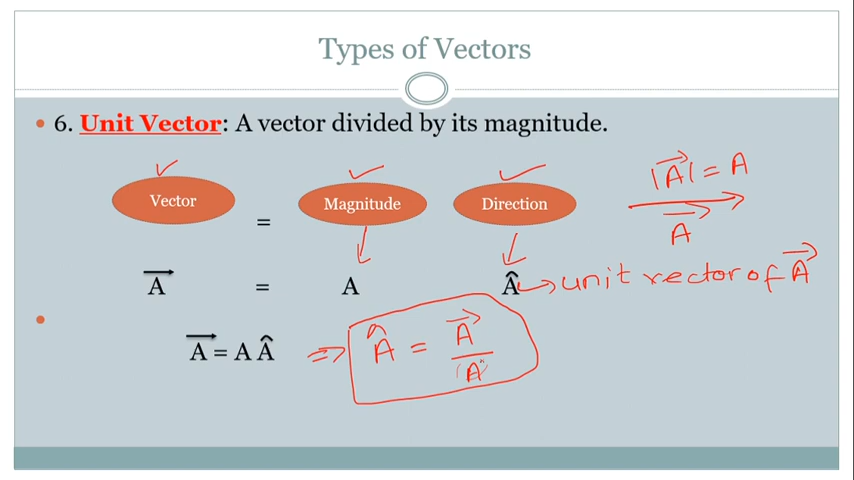 Types of Vectors
• 6. Unit Vector: A vector divided by its magnitude.
|A⃗| = A
Vector = Magnitude Direction
A⃗
A⃗ = A Â → unit vector of A⃗
•
A⃗ = A Â ⇒ Â = A⃗ / |A|